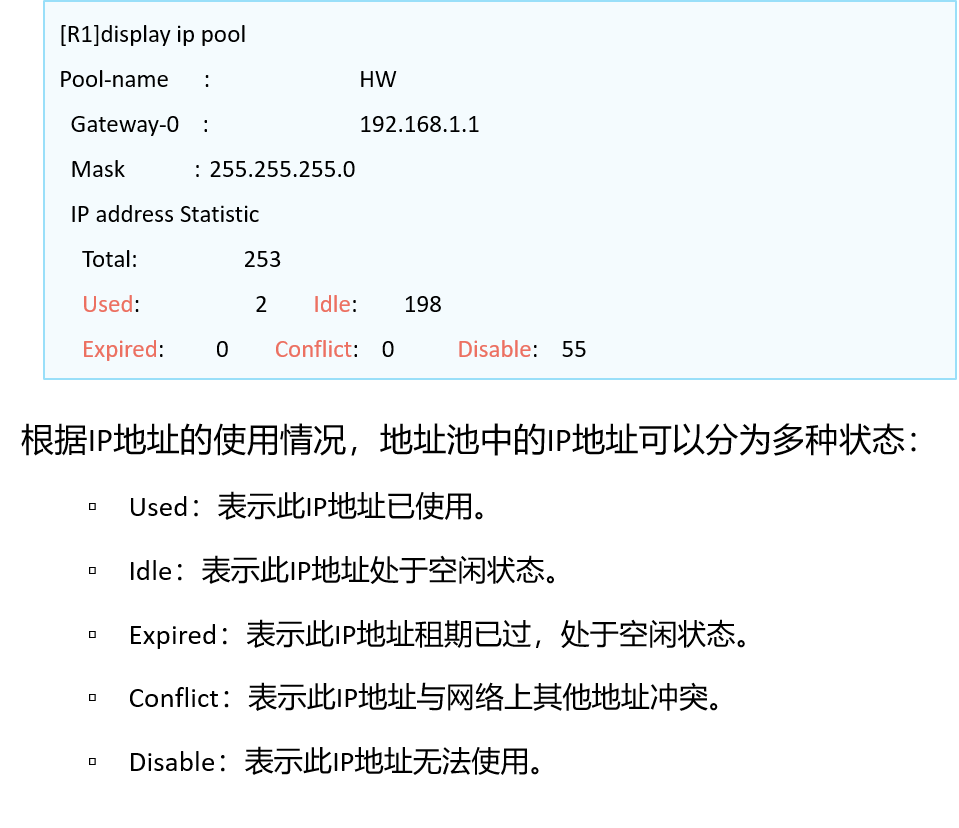 [R1]display ip pool
Pool-name : HW
Gateway-0 : 192.168.1.1
Mask : 255.255.255.0
IP address Statistic
Total: 253
Used: 2 Idle: 198
Expired: 0 Conflict: 0 Disable: 55
根据IP地址的使用情况，地址池中的IP地址可以分为多种状态：
▫ Used：表示此IP地址已使用。
▫ Idle：表示此IP地址处于空闲状态。
▫ Expired：表示此IP地址租期已过，处于空闲状态。
▫ Conflict：表示此IP地址与网络上其他地址冲突。
▫ Disable：表示此IP地址无法使用。